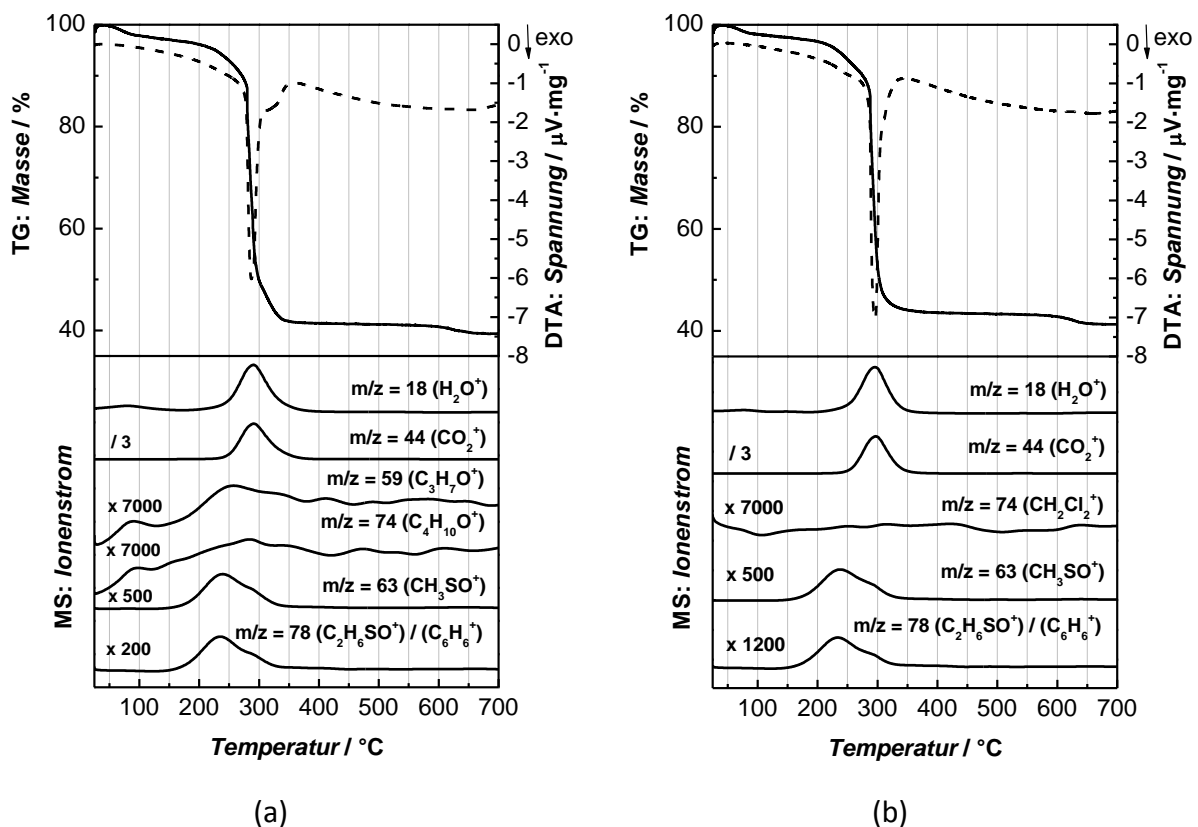 100
80
60
40
TG: Masse / %
0
-1
-2
-3
-4
-5
-6
-7
-8
exo
DTA: Spannung / µV·mg⁻¹
m/z = 18 (H₂O⁺)
/ 3
m/z = 44 (CO₂⁺)
m/z = 59 (C₃H₇O⁺)
x 7000
m/z = 74 (C₄H₁₀O⁺)
x 7000
x 500
m/z = 63 (CH₃SO⁺)
m/z = 78 (C₂H₆SO⁺) / (C₆H₆⁺)
x 200
MS: Ionenstrom
100 200 300 400 500 600 700
Temperatur / °C
(a)
100
80
60
40
TG: Masse / %
0
-1
-2
-3
-4
-5
-6
-7
-8
exo
DTA: Spannung / µV·mg⁻¹
m/z = 18 (H₂O⁺)
/ 3
m/z = 44 (CO₂⁺)
x 7000
m/z = 74 (CH₂Cl₂⁺)
x 500
m/z = 63 (CH₃SO⁺)
m/z = 78 (C₂H₆SO⁺) / (C₆H₆⁺)
x 1200
MS: Ionenstrom
100 200 300 400 500 600 700
Temperatur / °C
(b)